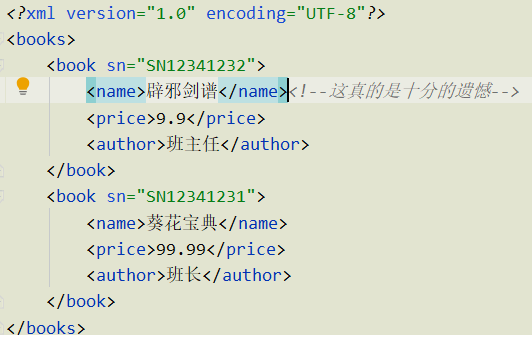 <?xml version="1.0" encoding="UTF-8"?>
<books>
    <book sn="SN12341232">
        <name>辟邪剑谱</name><!--这真的是十分的遗憾-->
        <price>9.9</price>
        <author>班主任</author>
    </book>
    <book sn="SN12341231">
        <name>葵花宝典</name>
        <price>99.99</price>
        <author>班长</author>
    </book>
</books>